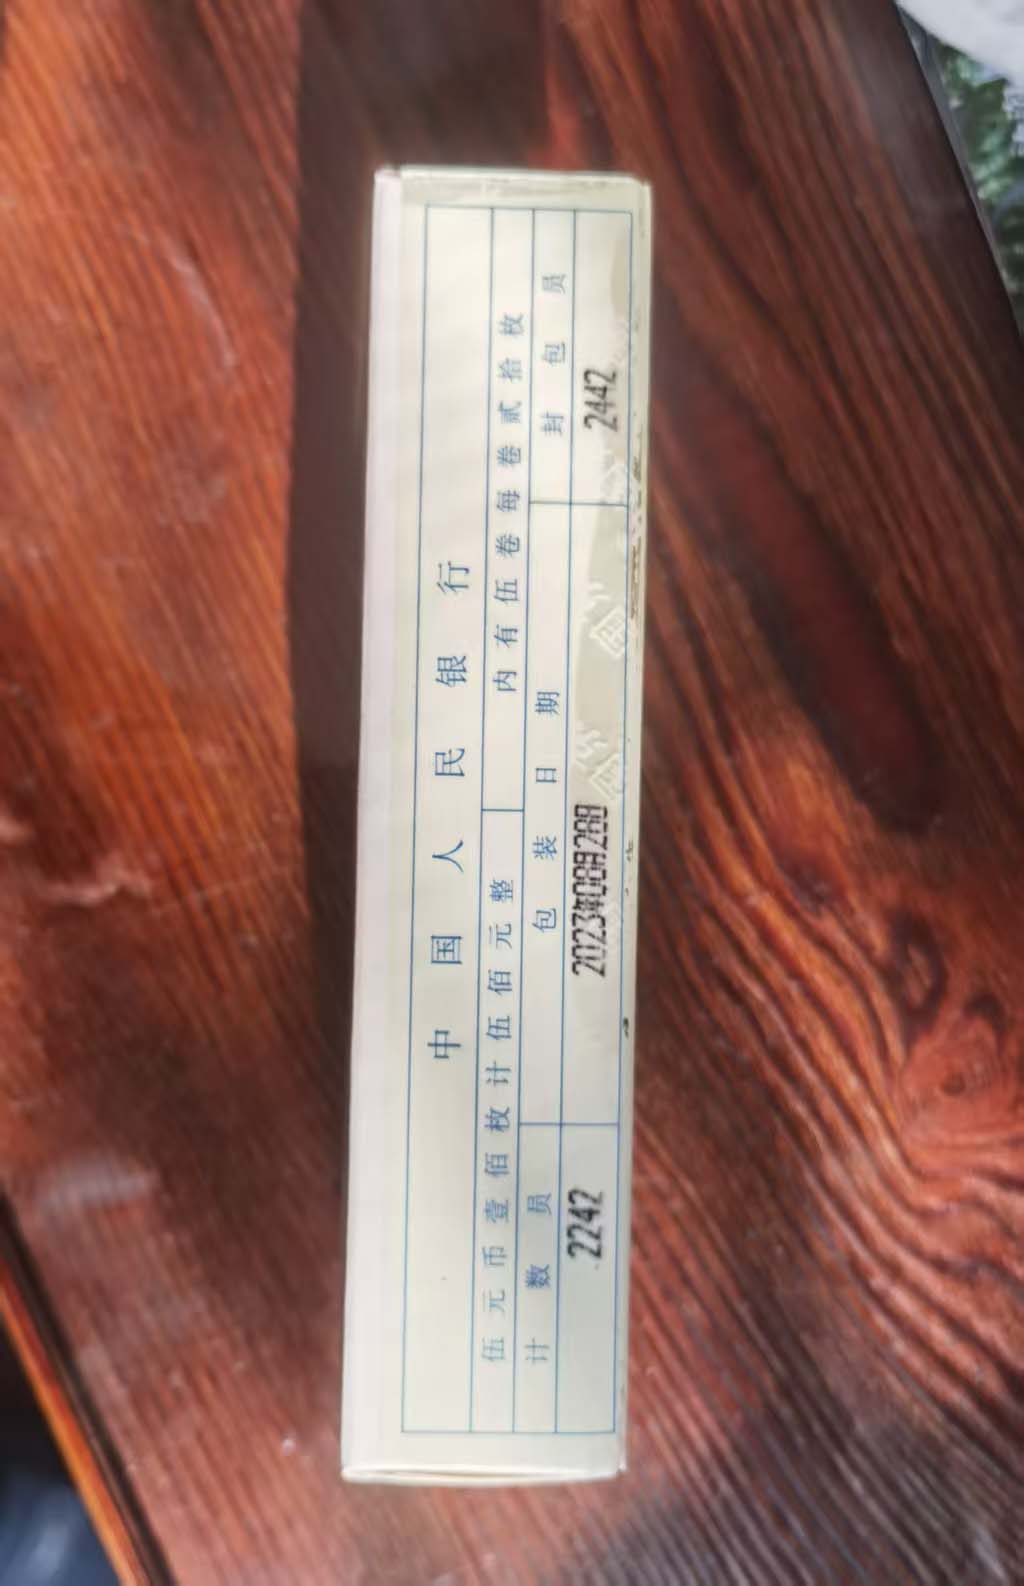 中国人民银行
伍元币壹佰枚计伍佰元整 内有伍卷每卷贰拾枚
计数员 包装日期 封包员
2242 2023年08月28日 2442